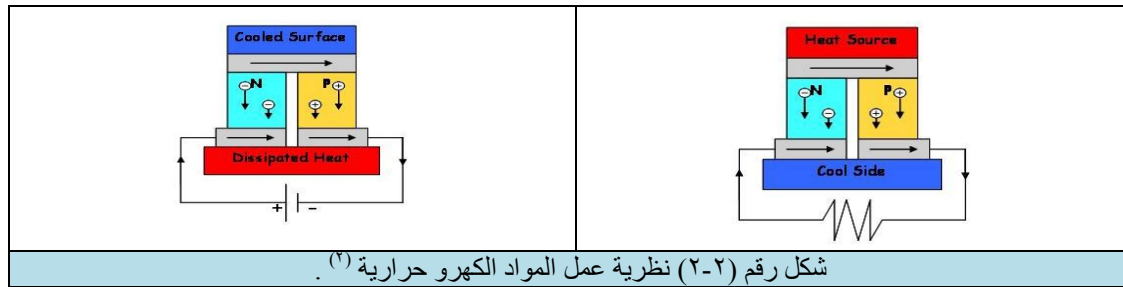 Cooled Surface
N
P
Dissipated Heat
+ -
Heat Source
N
P
Cool Side
شكل رقم (٢-٢) نظرية عمل المواد الكهرو حرارية (٢) .